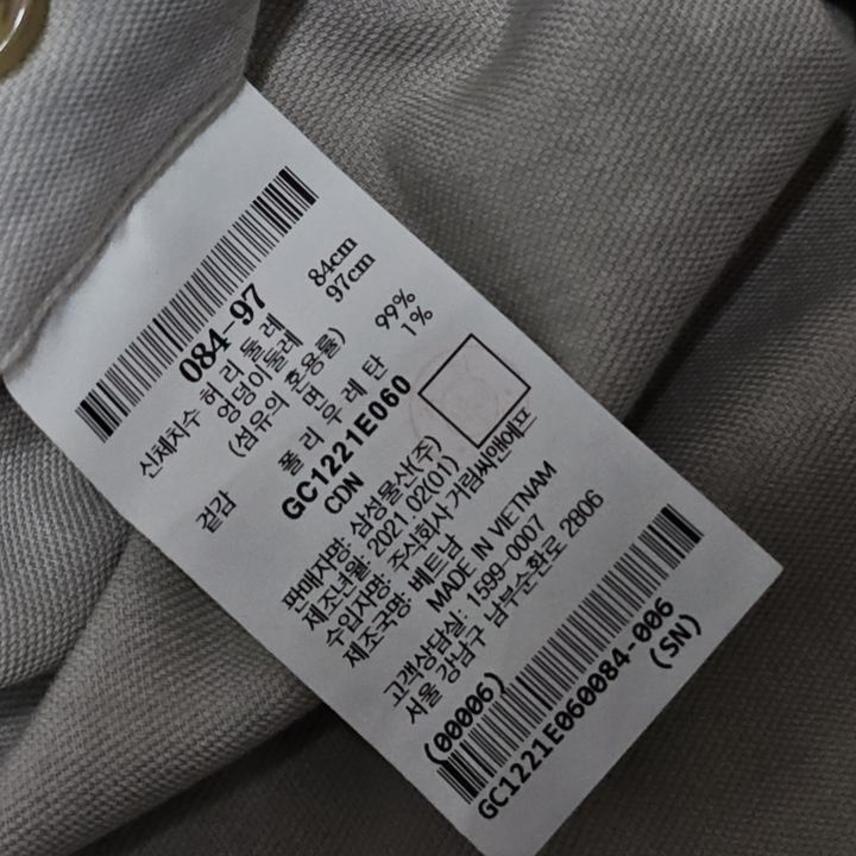 084-97
신체치수 허리둘레 84cm
엉덩이둘레 97cm
(섬유의 혼용률)
겉감 면 99%
폴리우레탄 1%
GC1221E060
CDN
판매자명: 삼성물산(주)
제조년월: 2021.02(01)
수입자명: 주식회사 거림씨앤에프
제조국명: 베트남
MADE IN VIETNAM
고객상담실: 1599-0007
서울 강남구 남부순환로 2806
(00006)
GC1221E060084-006
(SN)